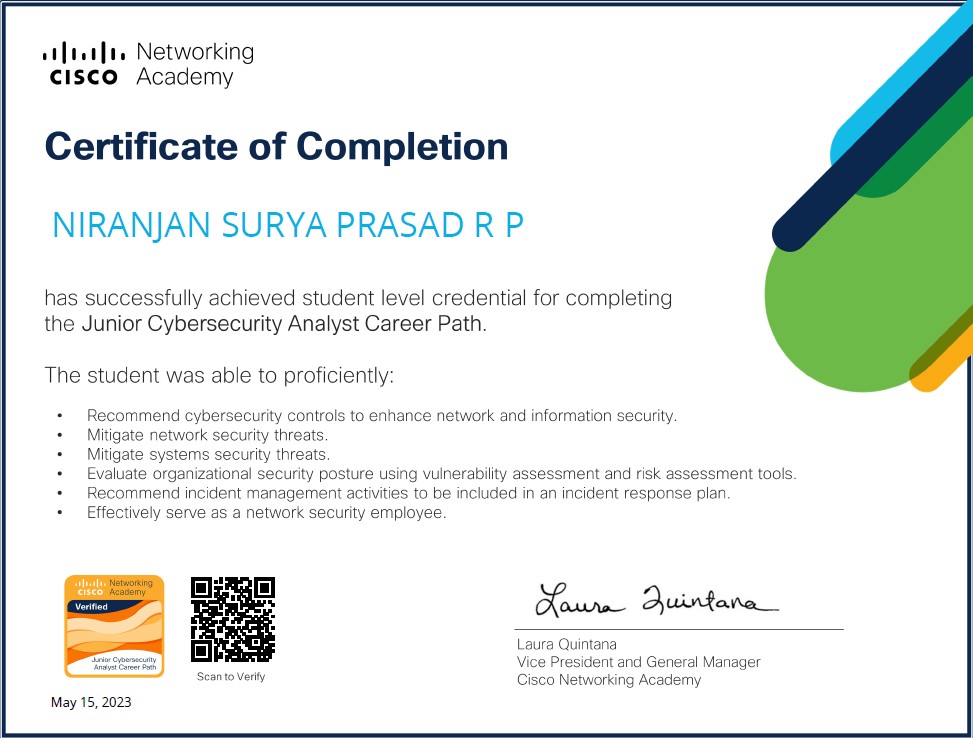 Networking
CISCO Academy
Certificate of Completion
NIRANJAN SURYA PRASAD R P
has successfully achieved student level credential for completing
the Junior Cybersecurity Analyst Career Path.
The student was able to proficiently:
• Recommend cybersecurity controls to enhance network and information security.
• Mitigate network security threats.
• Mitigate systems security threats.
• Evaluate organizational security posture using vulnerability assessment and risk assessment tools.
• Recommend incident management activities to be included in an incident response plan.
• Effectively serve as a network security employee.
Networking
CISCO Academy
Verified
Junior Cybersecurity
Analyst Career Path
Scan to Verify
May 15, 2023
Laura Quintana
Laura Quintana
Vice President and General Manager
Cisco Networking Academy